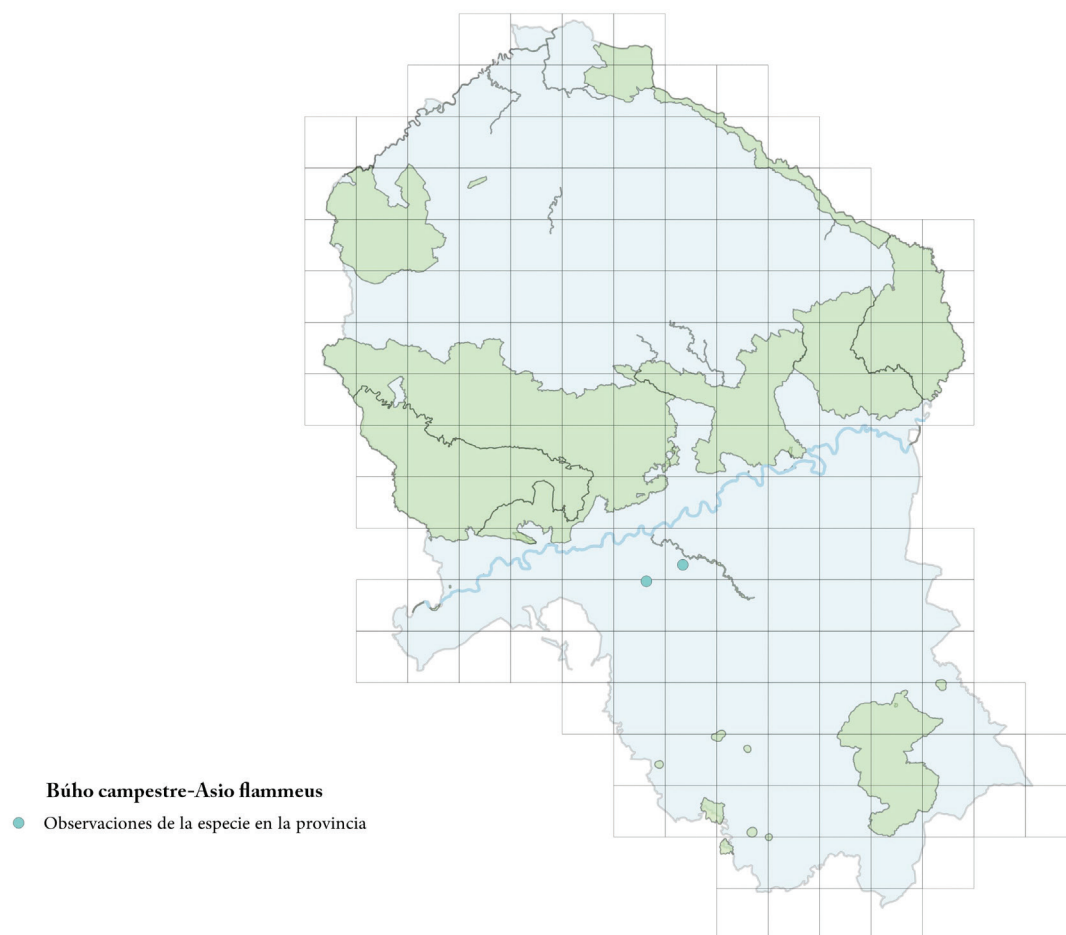 Búho campestre-Asio flammeus
Observaciones de la especie en la provincia